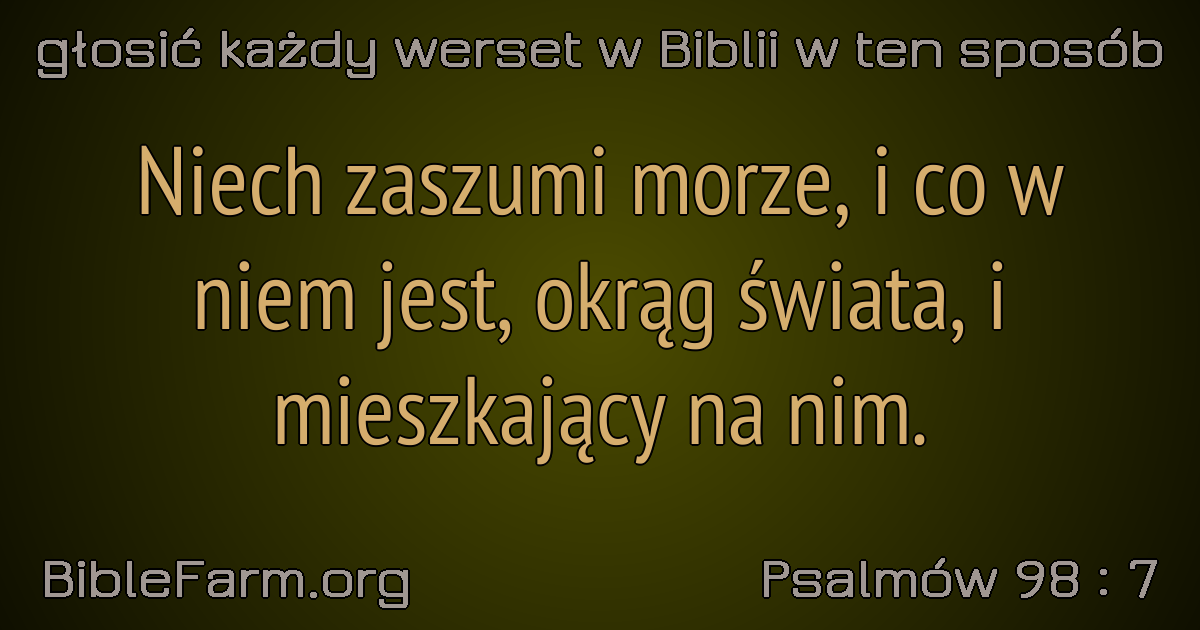 głosić każdy werset w Biblii w ten sposób
Niech zaszumi morze, i co w
niem jest, okrąg świata, i
mieszkający na nim.
BibleFarm.org
Psalmów 98 : 7